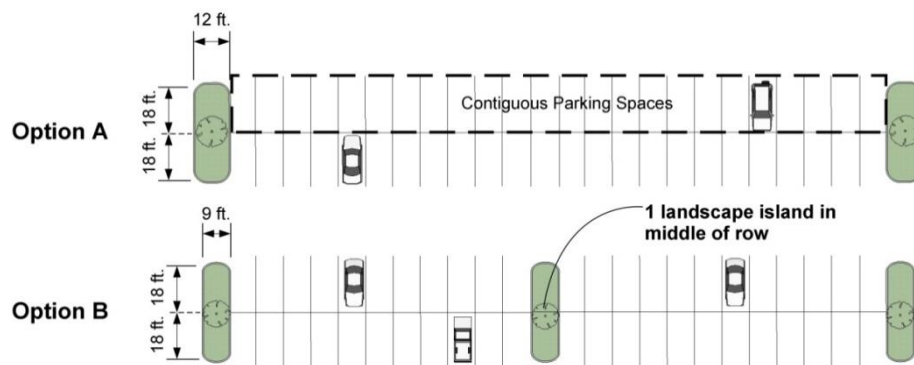 12 ft.
18 ft.
Contiguous Parking Spaces
Option A
18 ft.
9 ft.
1 landscape island in
middle of row
18 ft.
Option B
18 ft.